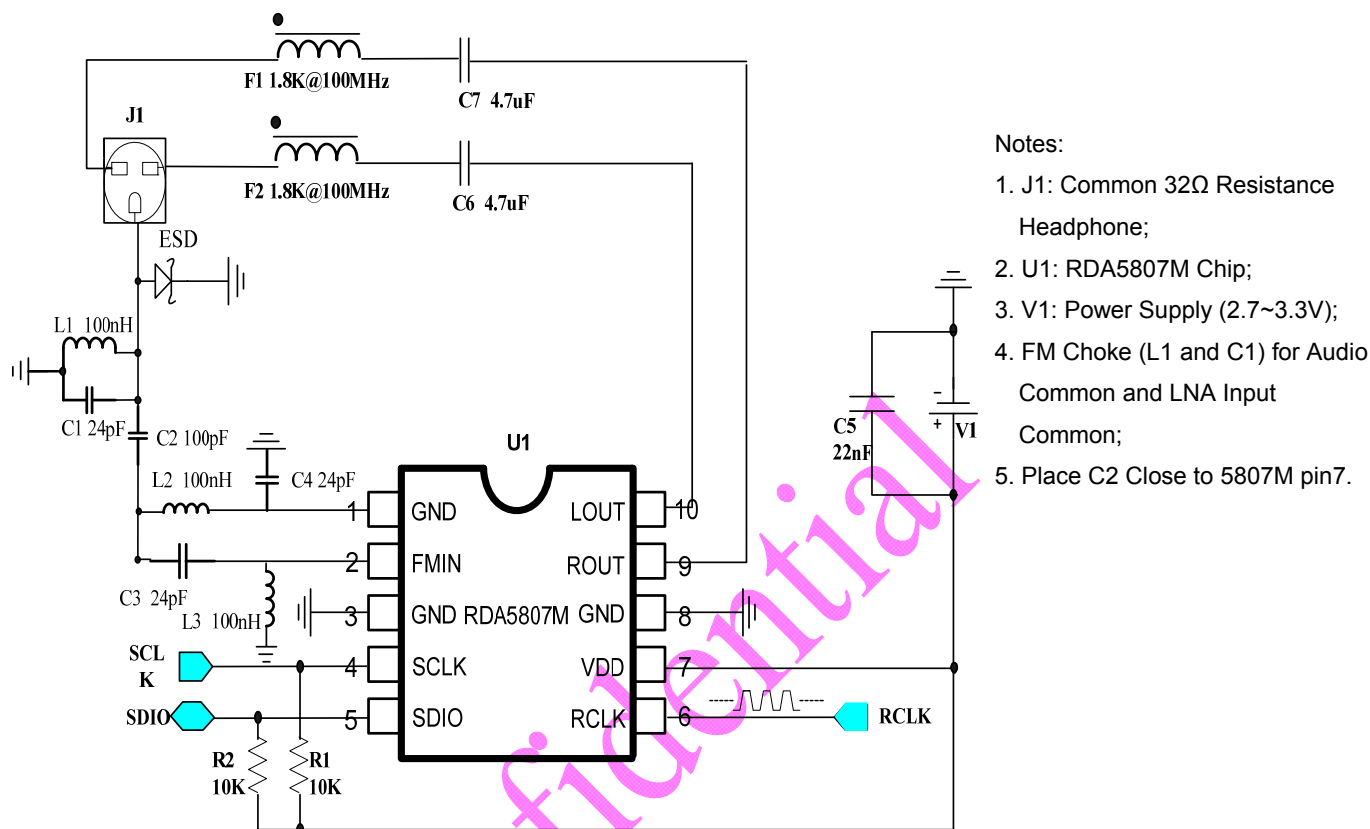 F1 1.8K@100MHz
C7 4.7uF
J1
F2 1.8K@100MHz
C6 4.7uF
ESD
L1 100nH
C1 24pF
C2 100pF
L2 100nH
C4 24pF
C3 24pF
L3 100nH
U1
1
GND
LOUT
10
2
FMIN
ROUT
9
3
GND
RDA5807M
GND
8
SCL
K
4
SCLK
VDD
7
SDIO
5
SDIO
RCLK
6
RCLK
R2
10K
R1
10K
C5
22nF
-
+
V1
Notes:
1. J1: Common 32Ω Resistance
Headphone;
2. U1: RDA5807M Chip;
3. V1: Power Supply (2.7~3.3V);
4. FM Choke (L1 and C1) for Audio
Common and LNA Input
Common;
5. Place C2 Close to 5807M pin7.
fidential